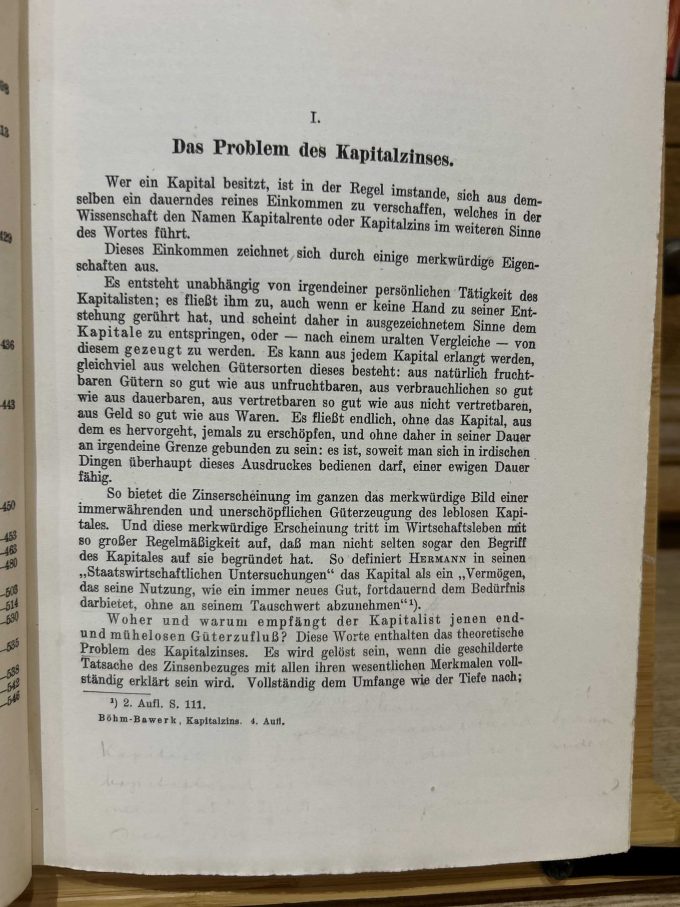 13
429
436
443
450
453
463
480
503
514
530
535
538
542
546
I.
Das Problem des Kapitalzinses.
Wer ein Kapital besitzt, ist in der Regel imstande, sich aus dem-
selben ein dauerndes reines Einkommen zu verschaffen, welches in der
Wissenschaft den Namen Kapitalrente oder Kapitalzins im weiteren Sinne
des Wortes führt.
Dieses Einkommen zeichnet sich durch einige merkwürdige Eigen-
schaften aus.
Es entsteht unabhängig von irgendeiner persönlichen Tätigkeit des
Kapitalisten; es fließt ihm zu, auch wenn er keine Hand zu seiner Ent-
stehung gerührt hat, und scheint daher in ausgezeichnetem Sinne dem
Kapitale zu entspringen, oder — nach einem uralten Vergleiche — von
diesem gezeugt zu werden. Es kann aus jedem Kapital erlangt werden,
gleichviel aus welchen Gütersorten dieses besteht: aus natürlich frucht-
baren Gütern so gut wie aus unfruchtbaren, aus verbrauchlichen so gut
wie aus dauerbaren, aus vertretbaren so gut wie aus nicht vertretbaren,
aus Geld so gut wie aus Waren. Es fließt endlich, ohne das Kapital, aus
dem es hervorgeht, jemals zu erschöpfen, und ohne daher in seiner Dauer
an irgendeine Grenze gebunden zu sein: es ist, soweit man sich in irdischen
Dingen überhaupt dieses Ausdruckes bedienen darf, einer ewigen Dauer
fähig.
So bietet die Zinserscheinung im ganzen das merkwürdige Bild einer
immerwährenden und unerschöpflichen Güterzeugung des leblosen Kapi-
tales. Und diese merkwürdige Erscheinung tritt im Wirtschaftsleben mit
so großer Regelmäßigkeit auf, daß man nicht selten sogar den Begriff
des Kapitales auf sie begründet hat. So definiert HERMANN in seinen
„Staatswirtschaftlichen Untersuchungen" das Kapital als ein „Vermögen,
das seine Nutzung, wie ein immer neues Gut, fortdauernd dem Bedürfnis
darbietet, ohne an seinem Tauschwert abzunehmen"¹).
Woher und warum empfängt der Kapitalist jenen end-
und mühelosen Güterzufluß? Diese Worte enthalten das theoretische
Problem des Kapitalzinses. Es wird gelöst sein, wenn die geschilderte
Tatsache des Zinsenbezuges mit allen ihren wesentlichen Merkmalen voll-
ständig erklärt sein wird. Vollständig dem Umfange wie der Tiefe nach;
¹) 2. Aufl. S. 111.
Böhm-Bawerk, Kapitalzins. 4. Aufl.